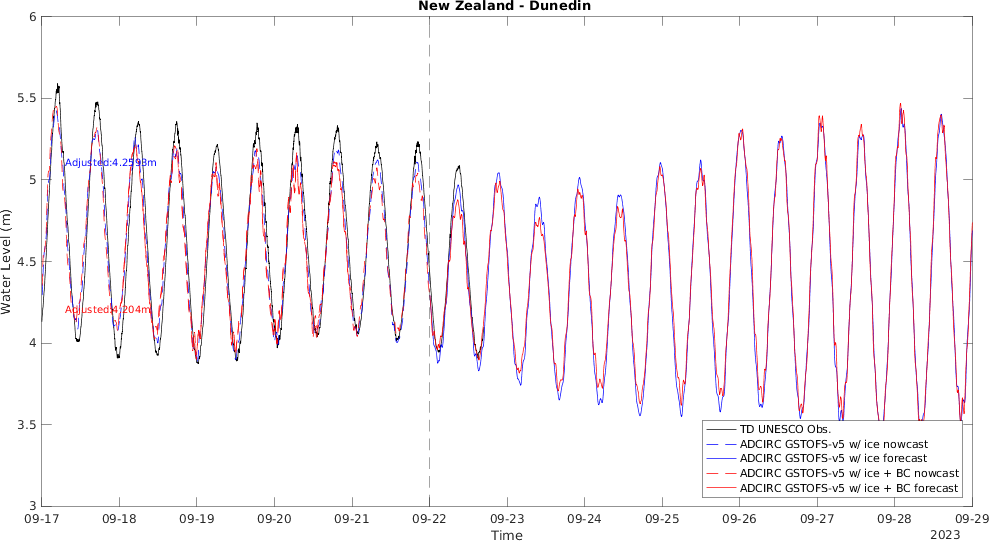 New Zealand - Dunedin
6
5.5
5
4.5
4
3.5
3
Water Level (m)
Adjusted:4.2593m
Adjusted:4.204m
TD UNESCO Obs.
ADCIRC GSTOFS-v5 w/ ice nowcast
ADCIRC GSTOFS-v5 w/ ice forecast
ADCIRC GSTOFS-v5 w/ ice + BC nowcast
ADCIRC GSTOFS-v5 w/ ice + BC forecast
09-17 09-18 09-19 09-20 09-21 09-22 09-23 09-24 09-25 09-26 09-27 09-28 09-29
Time
2023